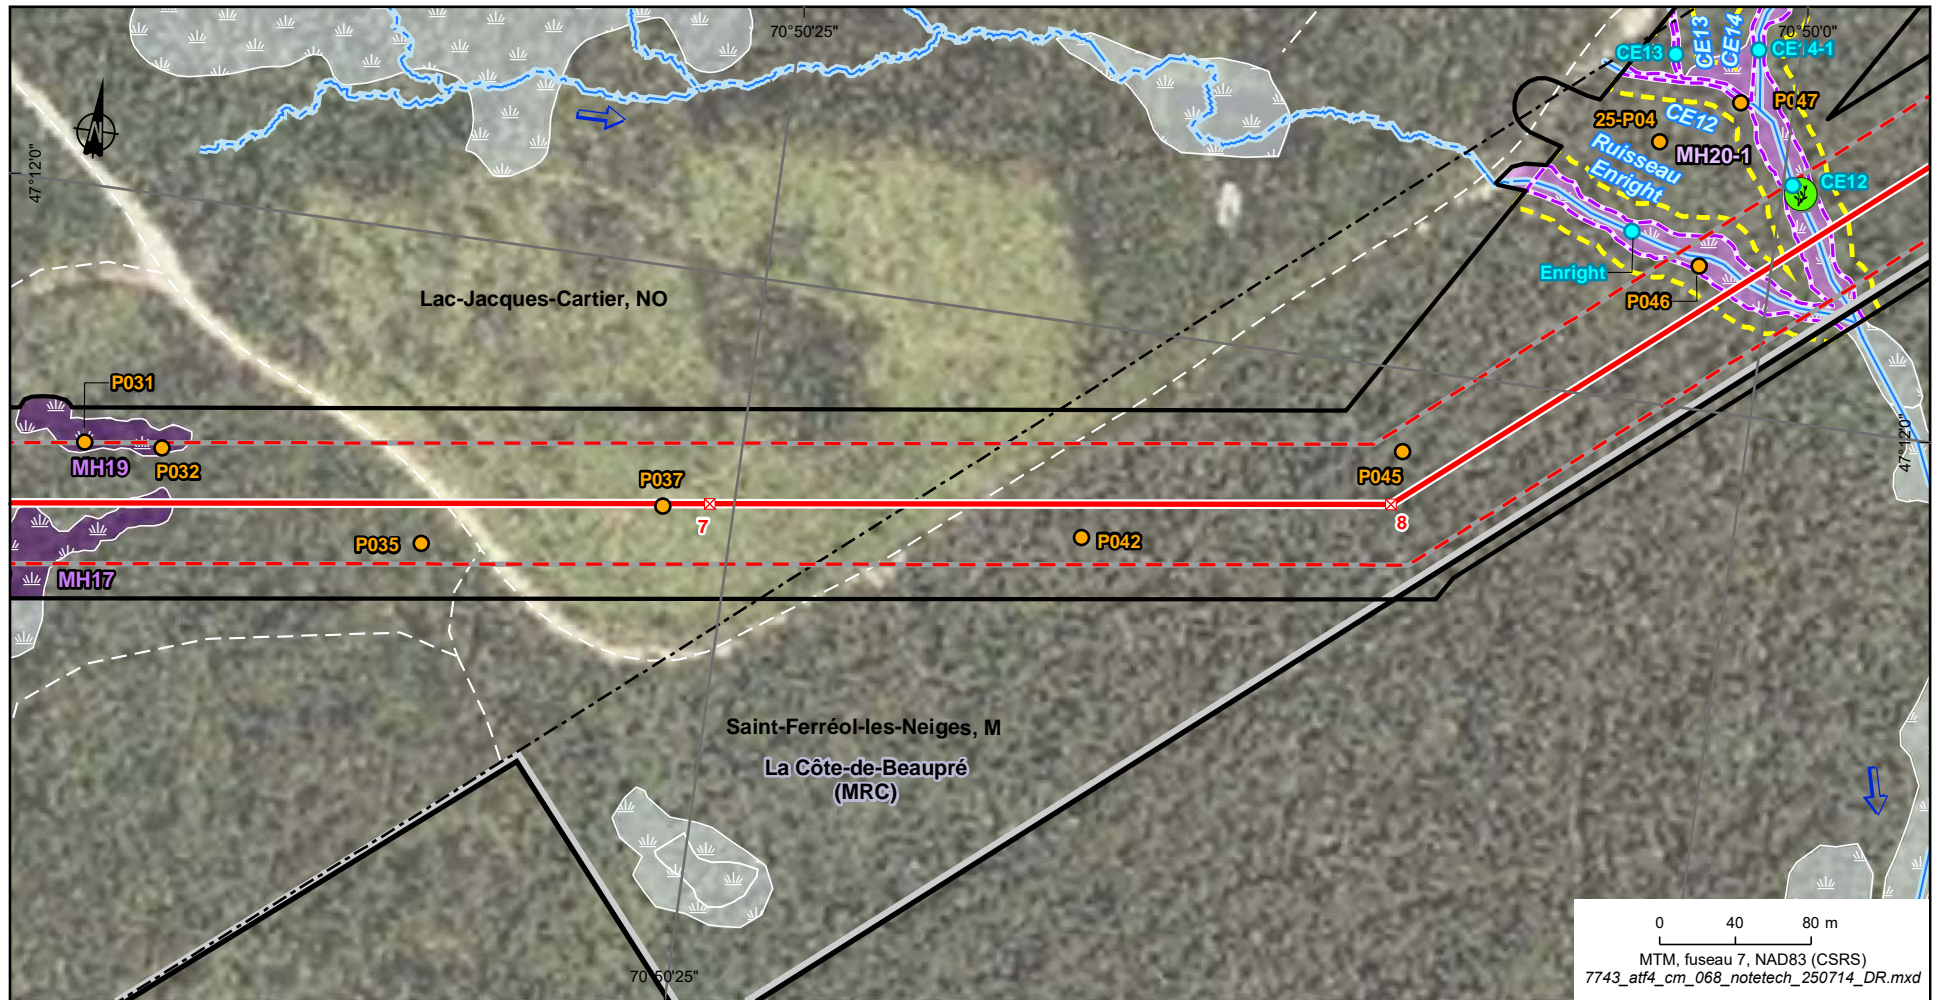 70°50'25"
70°50'0"
CE13
CE13
CE14
CE14-1
P047
25-P04
CE12
MH20-1
Ruisseau
Enright
CE12
47°12'0"
N
Enright
P046
Lac-Jacques-Cartier, NO
P031
MH19
P032
P037
P045
47°12'0"
7
8
P035
P042
MH17
Saint-Ferréol-les-Neiges, M
La Côte-de-Beaupré
(MRC)
70°50'25"
0 40 80 m
MTM, fuseau 7, NAD83 (CSRS)
7743_atf4_cm_068_notetech_250714_DR.mxd